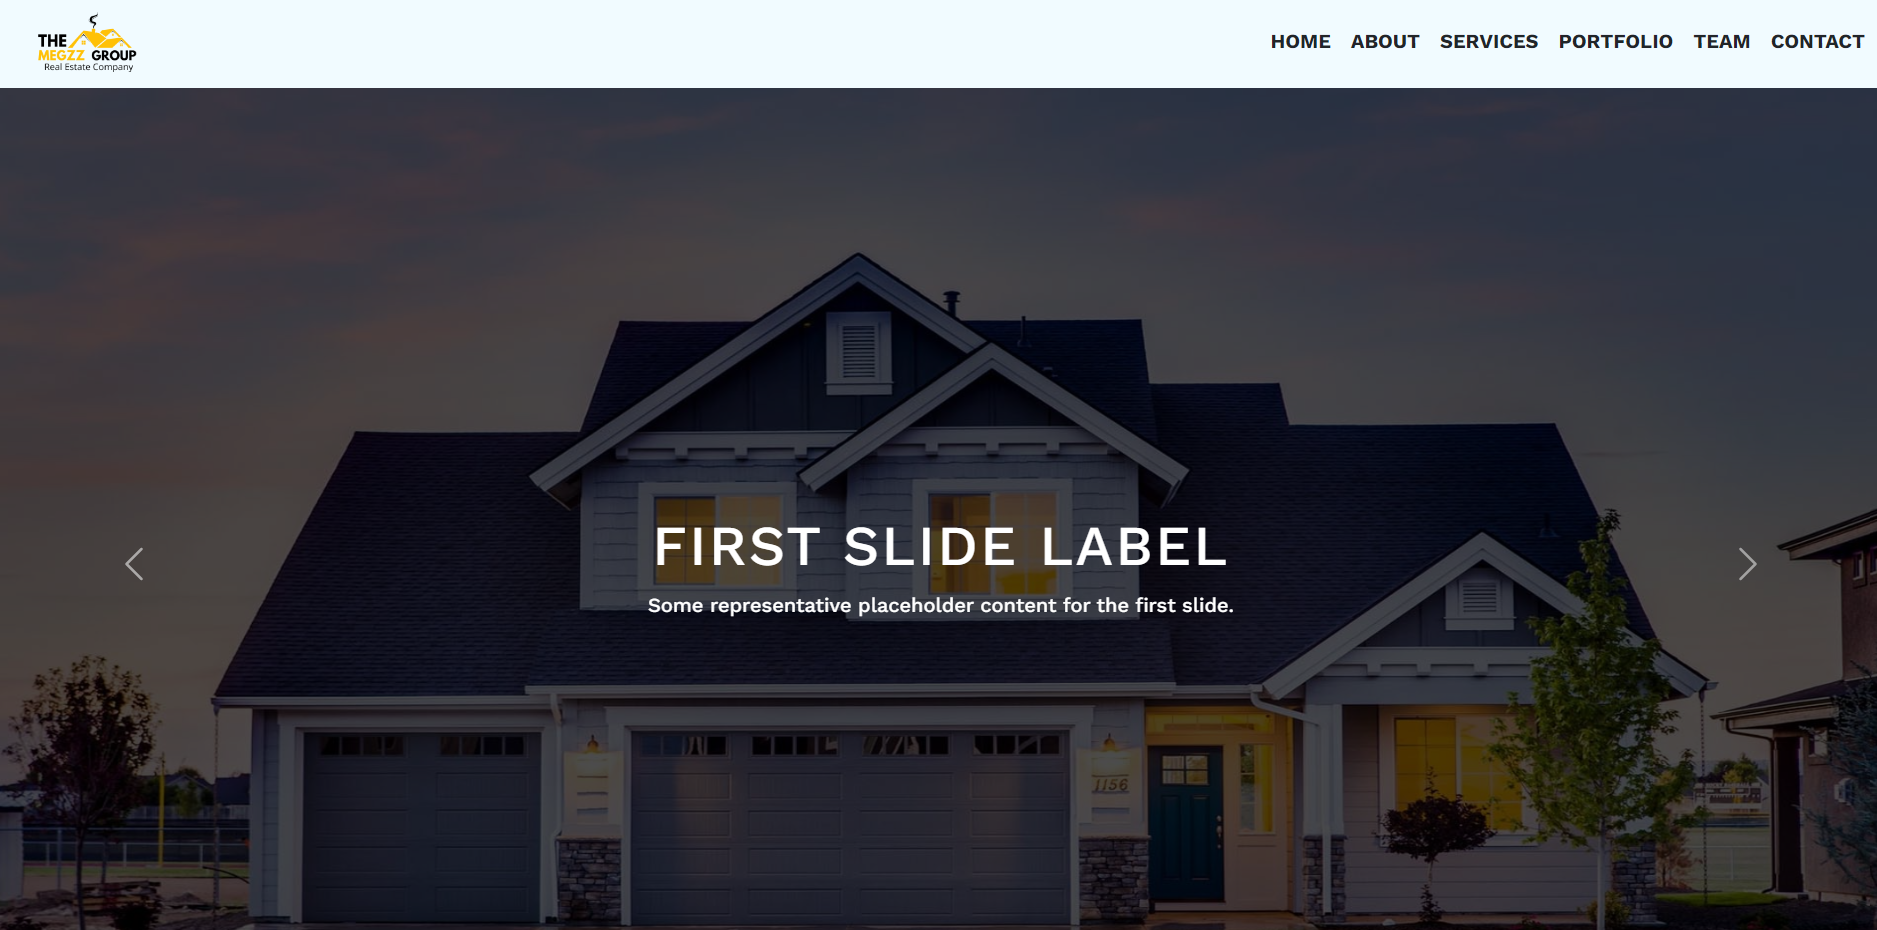 THE
MEGZZ GROUP
Real Estate Company
HOME ABOUT SERVICES PORTFOLIO TEAM CONTACT
FIRST SLIDE LABEL
Some representative placeholder content for the first slide.
1156